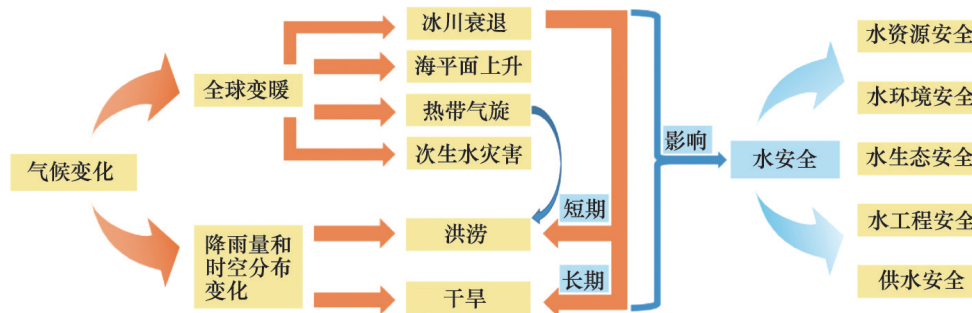 气候变化
全球变暖
降雨量和
时空分布
变化
冰川衰退
海平面上升
热带气旋
次生水灾害
洪涝
干旱
短期
长期
影响
水安全
水资源安全
水环境安全
水生态安全
水工程安全
供水安全